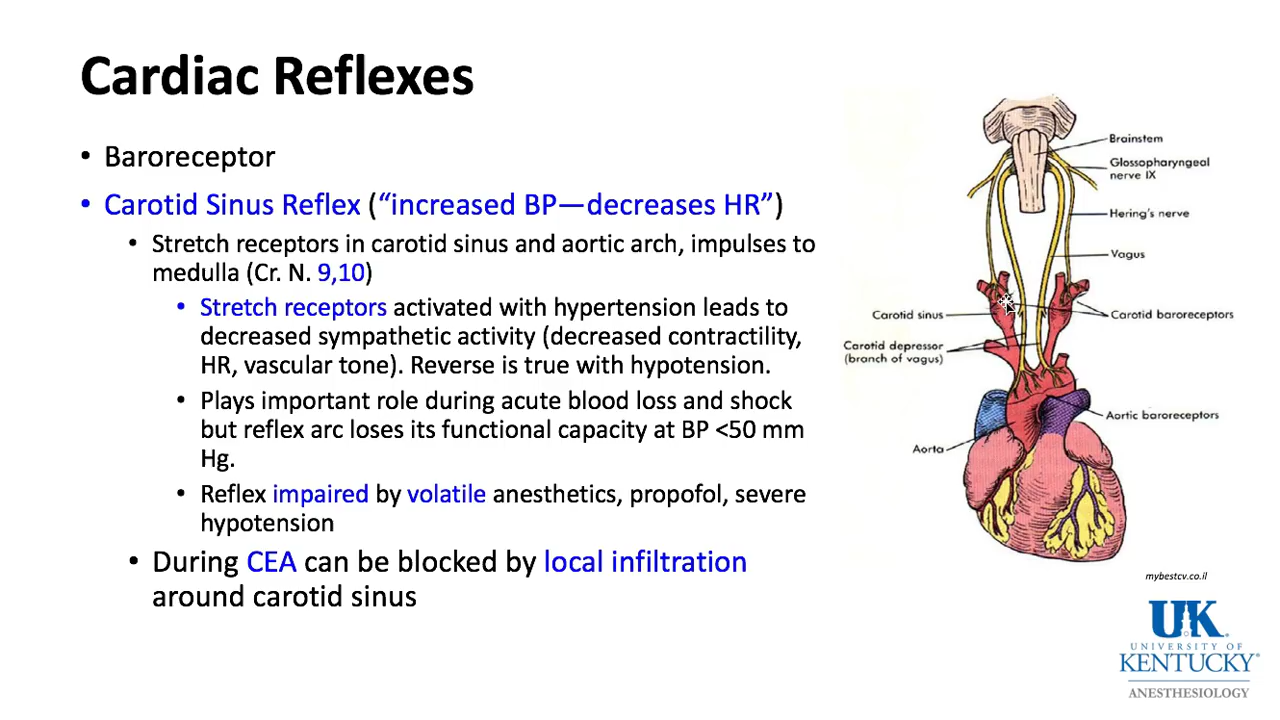 Cardiac Reflexes
• Baroreceptor
• Carotid Sinus Reflex (“increased BP—decreases HR”)
• Stretch receptors in carotid sinus and aortic arch, impulses to
medulla (Cr. N. 9,10)
• Stretch receptors activated with hypertension leads to
decreased sympathetic activity (decreased contractility,
HR, vascular tone). Reverse is true with hypotension.
• Plays important role during acute blood loss and shock
but reflex arc loses its functional capacity at BP <50 mm
Hg.
• Reflex impaired by volatile anesthetics, propofol, severe
hypotension
• During CEA can be blocked by local infiltration
around carotid sinus
Brainstem
Glossopharyngeal
nerve IX
Hering's nerve
Vagus
Carotid sinus
Carotid baroreceptors
Carotid depressor
(branch of vagus)
Aortic baroreceptors
Aorta
mybestcv.co.il
UK
UNIVERSITY OF
KENTUCKY
ANESTHESIOLOGY